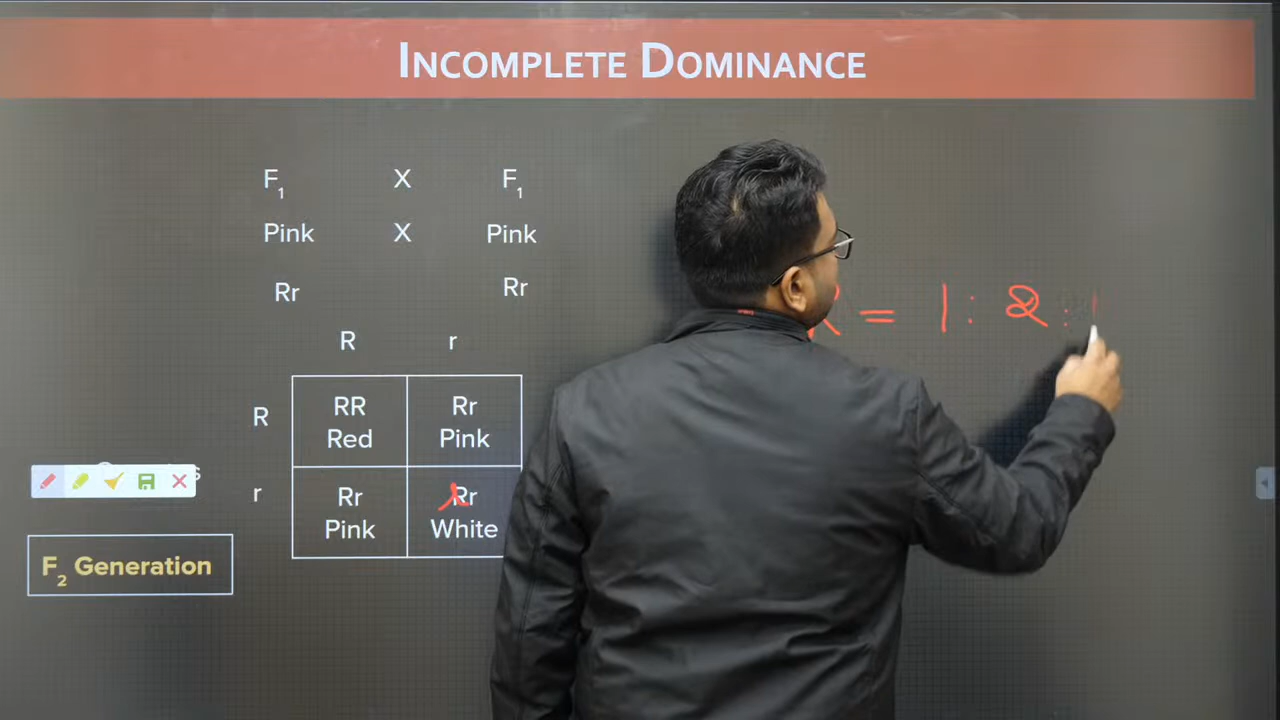 INCOMPLETE DOMINANCE
F₁ X F₁
Pink X Pink
Rr Rr
R r
R RR Rr
Red Pink
r Rr rr
Pink White
F₂ Generation
R = 1 : 2 : 1